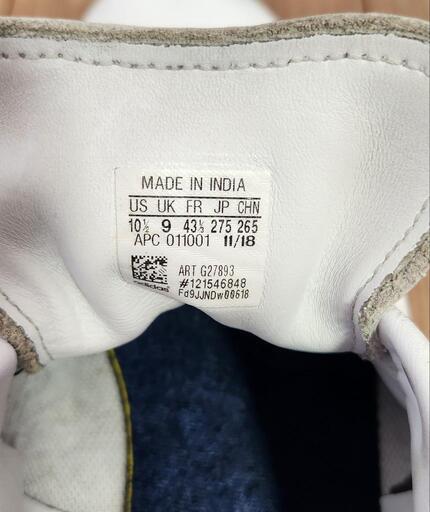 MADE IN INDIA
US UK FR JP CHN
10½ 9 43⅓ 275 265
APC 011001 11/18
ART G27893
#121546848
adidas Fd9JJNDw00618